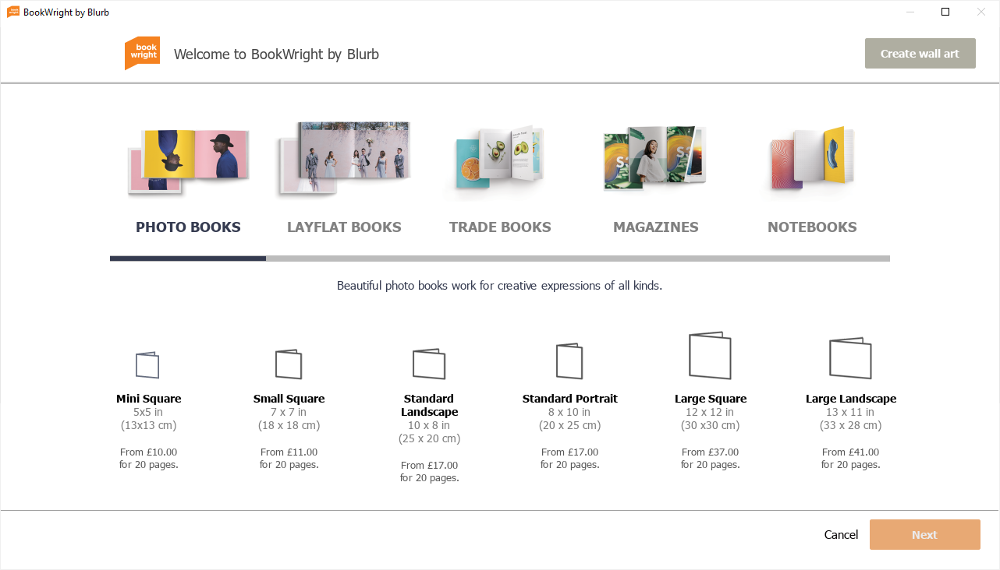 BookWright by Blurb
book
wright
Welcome to BookWright by Blurb
Create wall art
PHOTO BOOKS
LAYFLAT BOOKS
TRADE BOOKS
MAGAZINES
NOTEBOOKS
Beautiful photo books work for creative expressions of all kinds.
Mini Square
5x5 in
(13x13 cm)
From £10.00
for 20 pages.
Small Square
7 x 7 in
(18 x 18 cm)
From £11.00
for 20 pages.
Standard
Landscape
10 x 8 in
(25 x 20 cm)
From £17.00
for 20 pages.
Standard Portrait
8 x 10 in
(20 x 25 cm)
From £17.00
for 20 pages.
Large Square
12 x 12 in
(30 x30 cm)
From £37.00
for 20 pages.
Large Landscape
13 x 11 in
(33 x 28 cm)
From £41.00
for 20 pages.
Cancel
Next